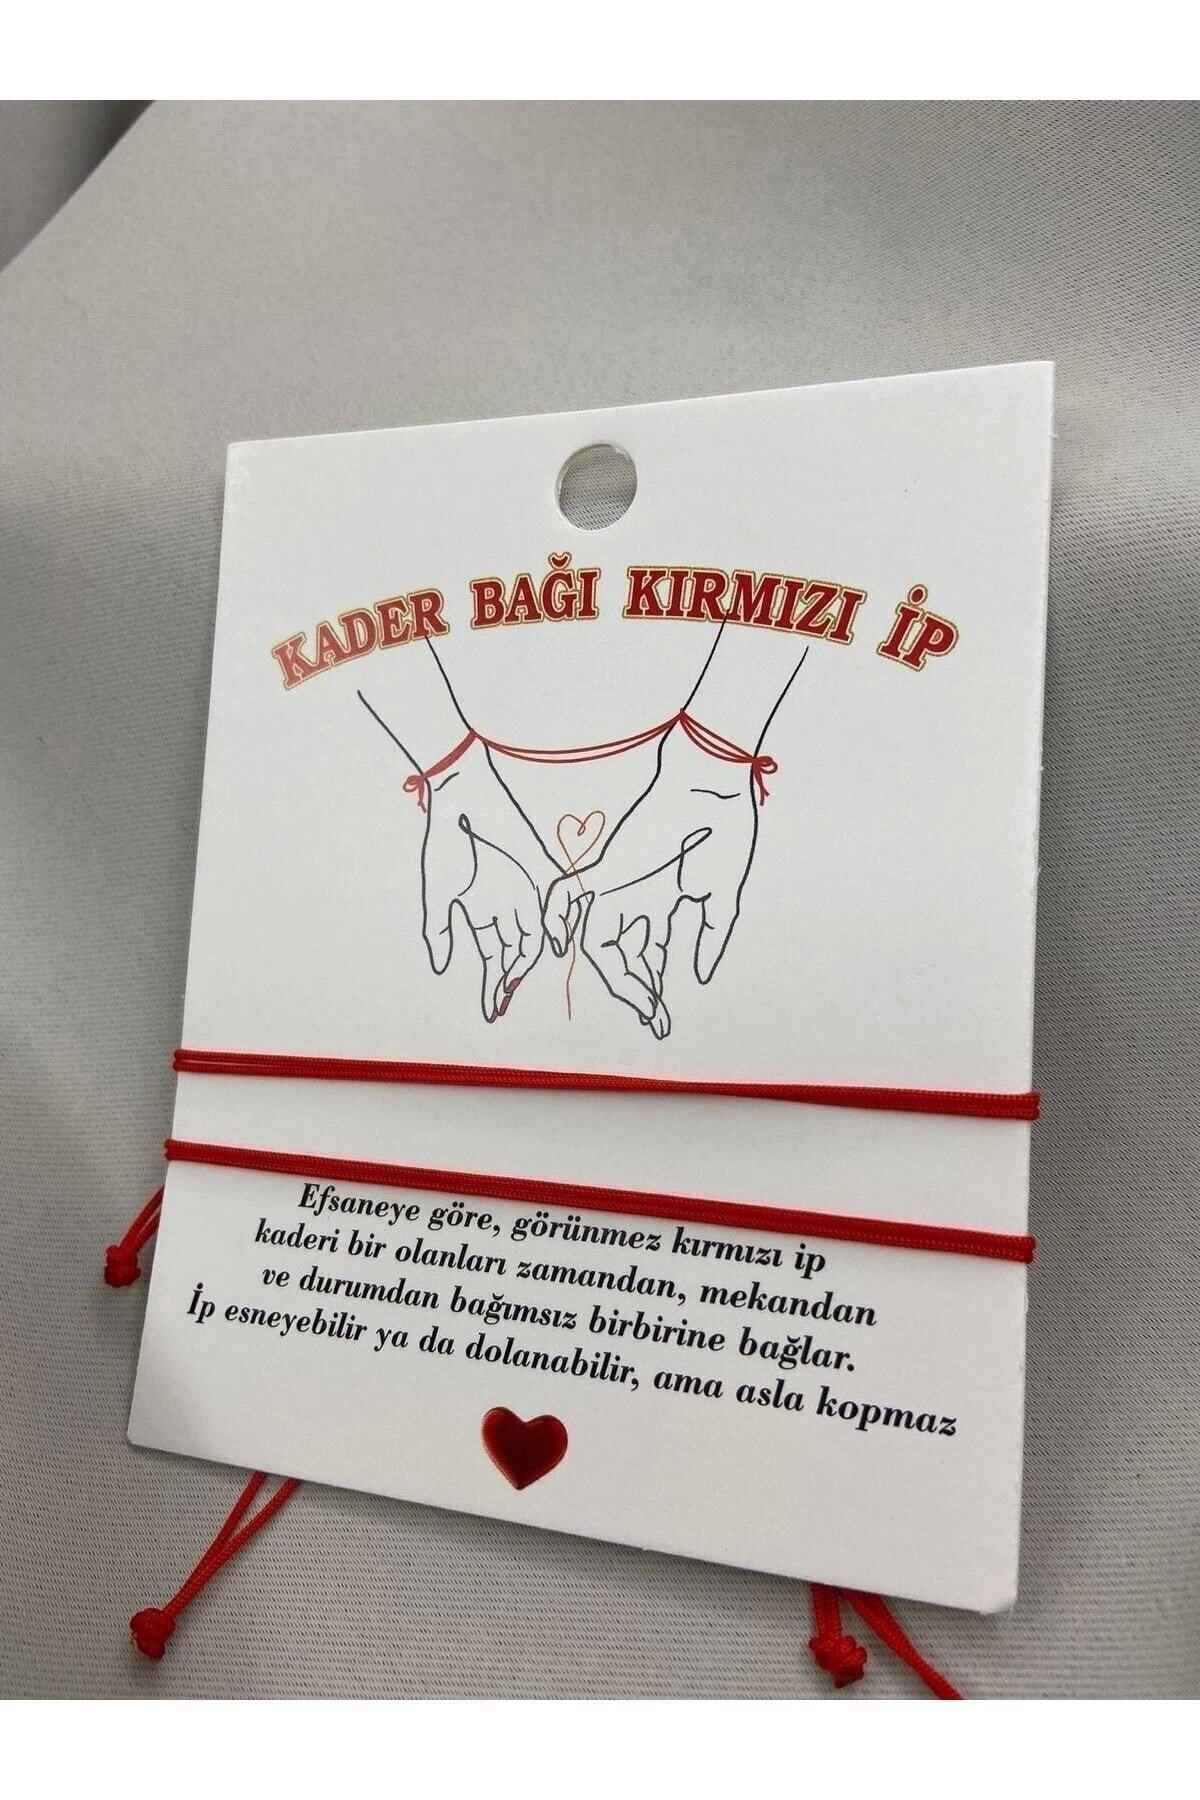 KADER BAĞI KIRMIZI İP
Efsaneye göre, görünmez kırmızı ip
kaderi bir olanları zamandan, mekandan
ve durumdan bağımsız birbirine bağlar.
İp esneyebilir ya da dolanabilir, ama asla kopmaz